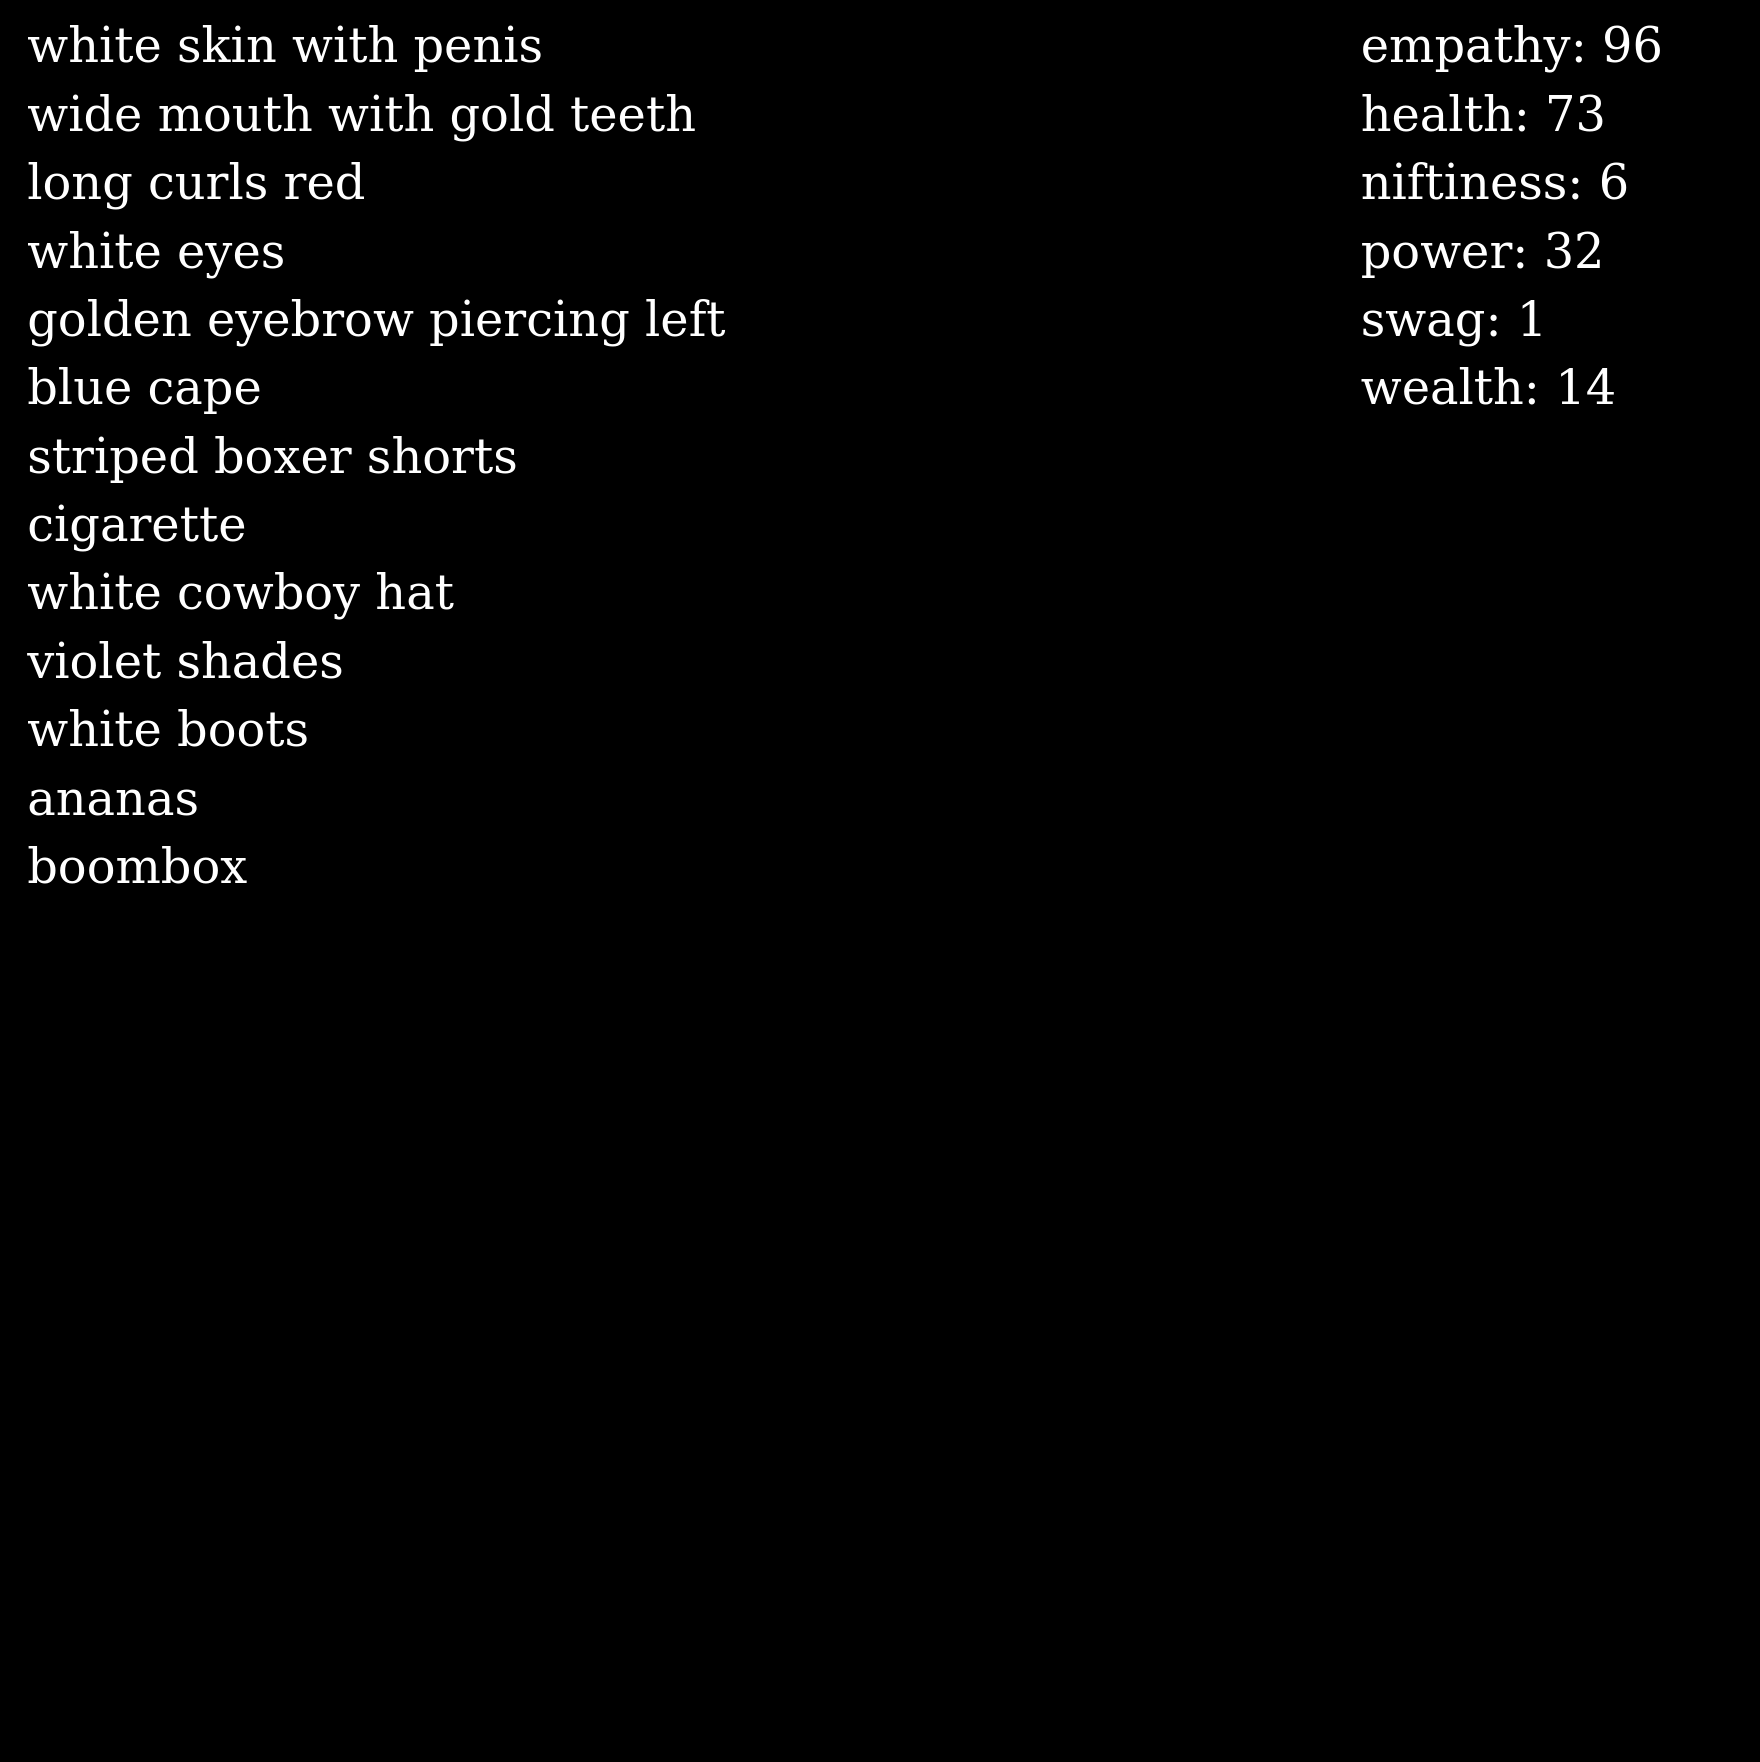 white skin with penis
wide mouth with gold teeth
long curls red
white eyes
golden eyebrow piercing left
blue cape
striped boxer shorts
cigarette
white cowboy hat
violet shades
white boots
ananas
boombox
empathy: 96
health: 73
niftiness: 6
power: 32
swag: 1
wealth: 14